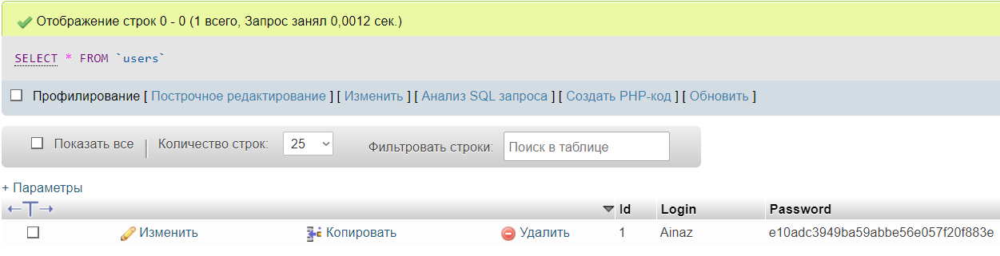 Отображение строк 0 - 0 (1 всего, Запрос занял 0,0012 сек.)
SELECT * FROM `users`
Профилирование [ Построчное редактирование ] [ Изменить ] [ Анализ SQL запроса ] [ Создать PHP-код ] [ Обновить ]
Показать все | Количество строк: 25 Фильтровать строки: Поиск в таблице
+ Параметры
←T→ Id Login Password
Изменить Копировать Удалить 1 Ainaz e10adc3949ba59abbe56e057f20f883e